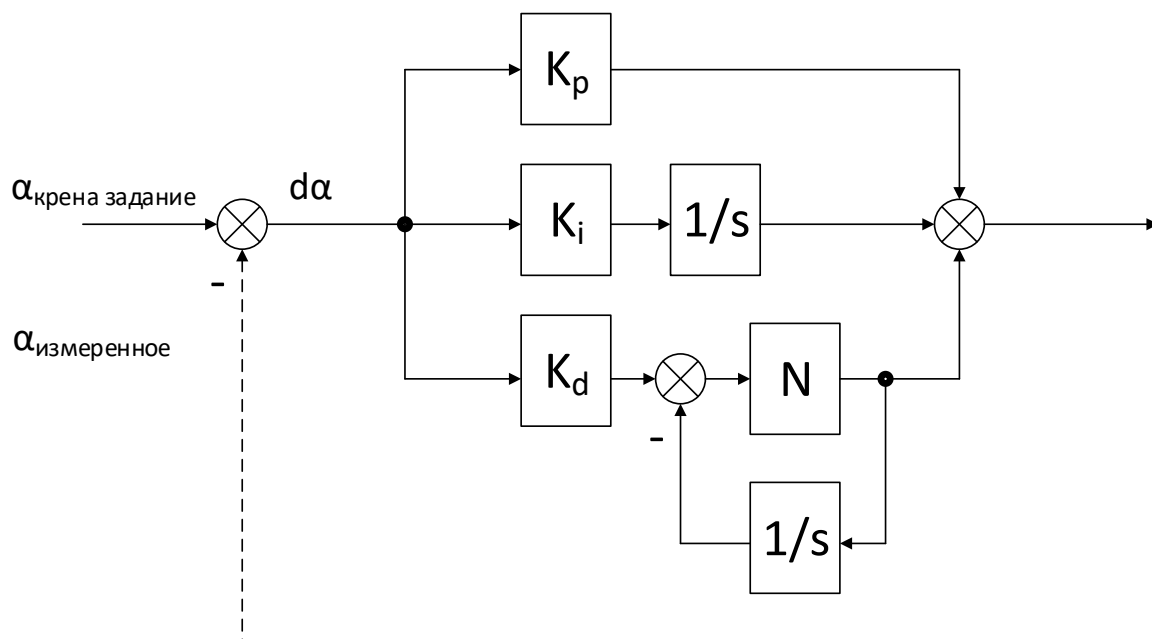 Kp
αкрена задание
dα
Ki
1/s
-
αизмеренное
Kd
N
-
1/s